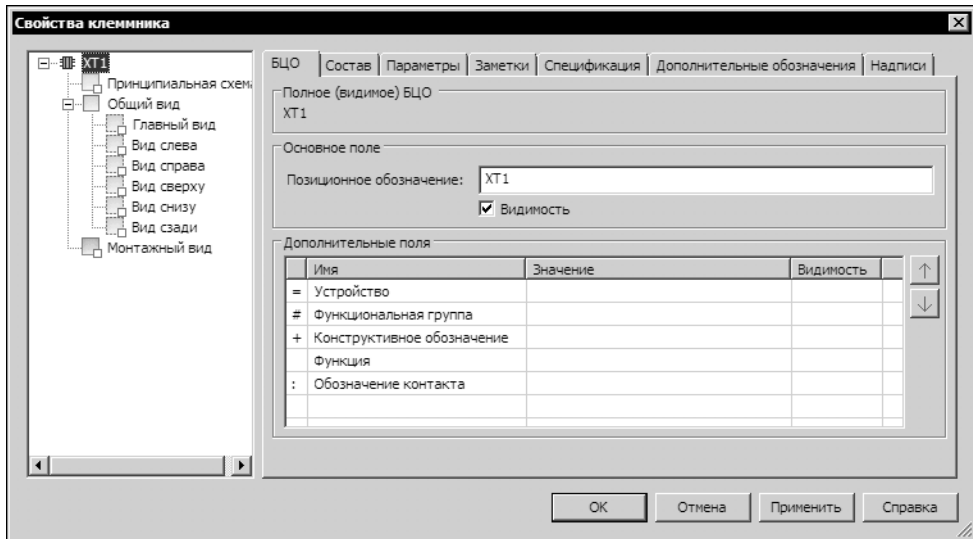 Свойства клеммника
XT1
Принципиальная схем
Общий вид
Главный вид
Вид слева
Вид справа
Вид сверху
Вид снизу
Вид сзади
Монтажный вид
БЦО Состав Параметры Заметки Спецификация Дополнительные обозначения Надписи
Полное (видимое) БЦО
XT1
Основное поле
Позиционное обозначение: XT1
Видимость
Дополнительные поля
Имя Значение Видимость
= Устройство
# Функциональная группа
+ Конструктивное обозначение
Функция
: Обозначение контакта
OK Отмена Применить Справка